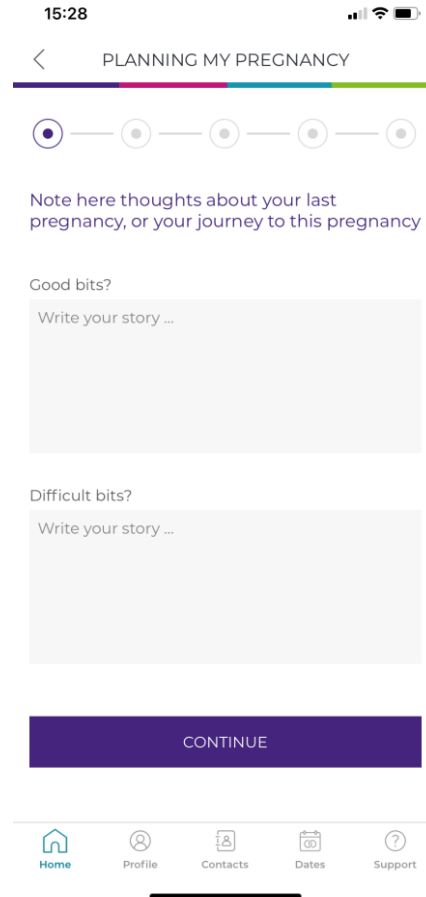 15:28
PLANNING MY PREGNANCY
Note here thoughts about your last
pregnancy, or your journey to this pregnancy
Good bits?
Write your story ...
Difficult bits?
Write your story ...
CONTINUE
Home Profile Contacts Dates Support